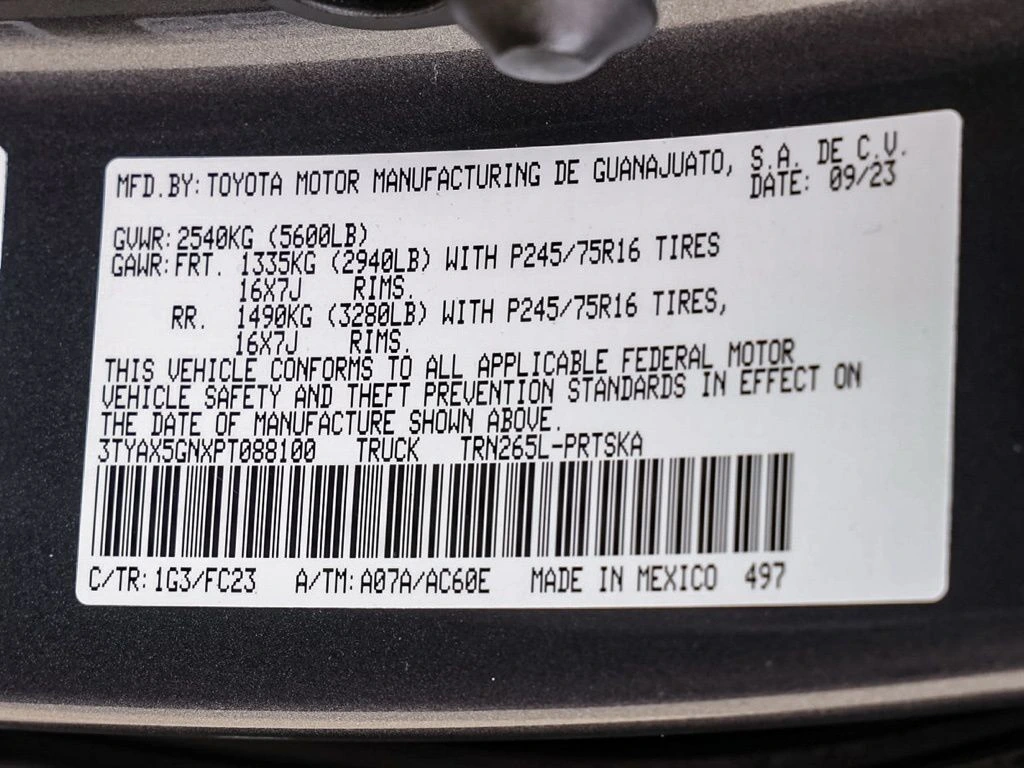 MFD.BY: TOYOTA MOTOR MANUFACTURING DE GUANAJUATO, S.A. DE C.V.
DATE: 09/23
GVWR: 2540KG (5600LB)
GAWR: FRT. 1335KG (2940LB) WITH P245/75R16 TIRES
16X7J RIMS.
RR. 1490KG (3280LB) WITH P245/75R16 TIRES,
16X7J RIMS.
THIS VEHICLE CONFORMS TO ALL APPLICABLE FEDERAL MOTOR
VEHICLE SAFETY AND THEFT PREVENTION STANDARDS IN EFFECT ON
THE DATE OF MANUFACTURE SHOWN ABOVE.
3TYAX5GNXPT088100 TRUCK TRN265L-PRTSKA
C/TR: 1G3/FC23 A/TM: A07A/AC60E MADE IN MEXICO 497